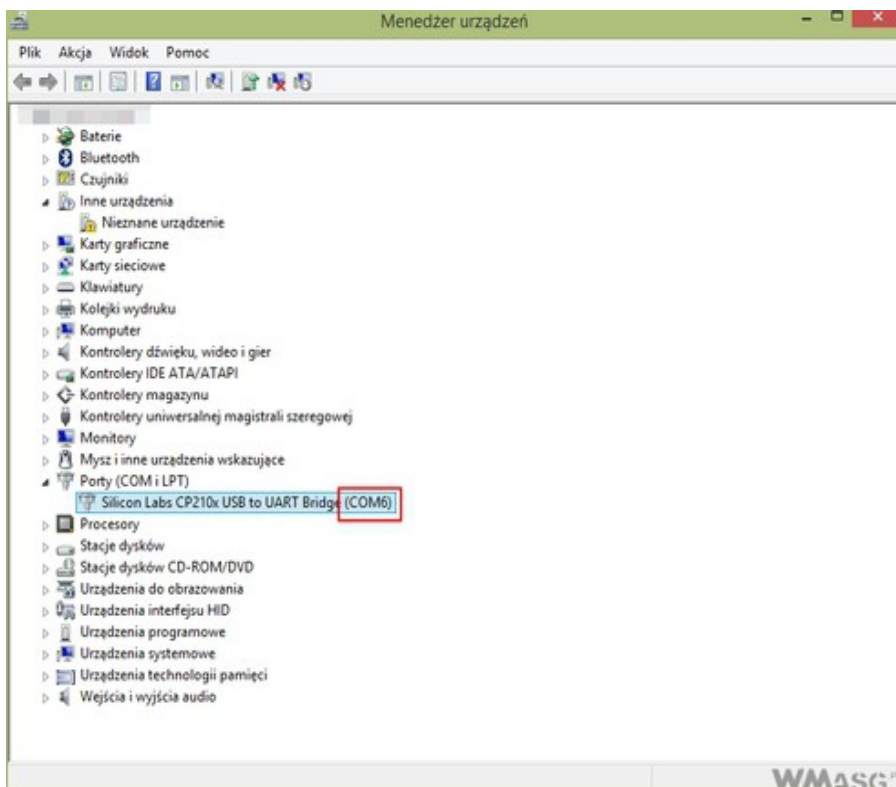 Menedżer urządzeń
Plik Akcja Widok Pomoc
Baterie
Bluetooth
Czujniki
Inne urządzenia
Nieznane urządzenie
Karty graficzne
Karty sieciowe
Klawiatury
Kolejki wydruku
Komputer
Kontrolery dźwięku, wideo i gier
Kontrolery IDE ATA/ATAPI
Kontrolery magazynu
Kontrolery uniwersalnej magistrali szeregowej
Monitory
Mysz i inne urządzenia wskazujące
Porty (COM i LPT)
Silicon Labs CP210x USB to UART Bridge (COM6)
Procesory
Stacje dysków
Stacje dysków CD-ROM/DVD
Urządzenia do obrazowania
Urządzenia interfejsu HID
Urządzenia programowe
Urządzenia systemowe
Urządzenia technologii pamięci
Wejścia i wyjścia audio
WMASG